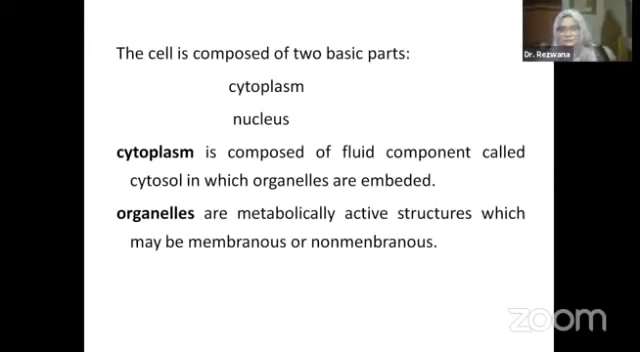 The cell is composed of two basic parts:
Dr. Rezwana
cytoplasm
nucleus
cytoplasm is composed of fluid component called
cytosol in which organelles are embeded.
organelles are metabolically active structures which
may be membranous or nonmenbranous.
zoom